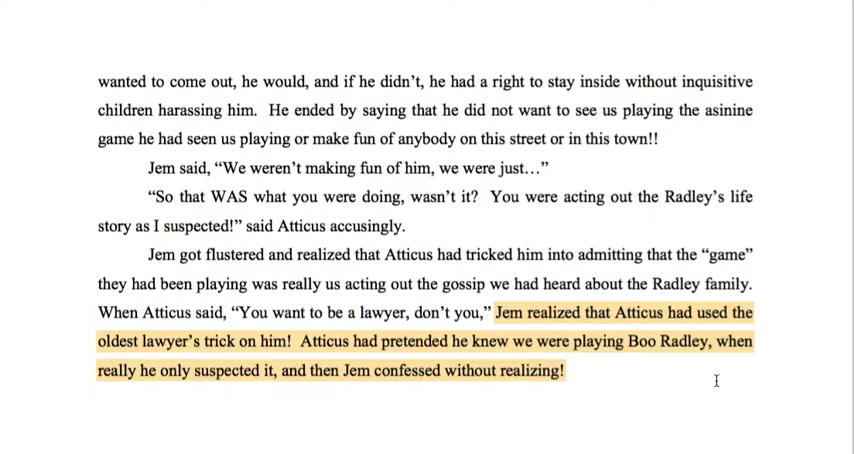 wanted to come out, he would, and if he didn’t, he had a right to stay inside without inquisitive
children harassing him.  He ended by saying that he did not want to see us playing the asinine
game he had seen us playing or make fun of anybody on this street or in this town!!
Jem said, “We weren’t making fun of him, we were just…”
“So that WAS what you were doing, wasn’t it?  You were acting out the Radley’s life
story as I suspected!” said Atticus accusingly.
Jem got flustered and realized that Atticus had tricked him into admitting that the “game”
they had been playing was really us acting out the gossip we had heard about the Radley family.
When Atticus said, “You want to be a lawyer, don’t you,” Jem realized that Atticus had used the
oldest lawyer’s trick on him!  Atticus had pretended he knew we were playing Boo Radley, when
really he only suspected it, and then Jem confessed without realizing!